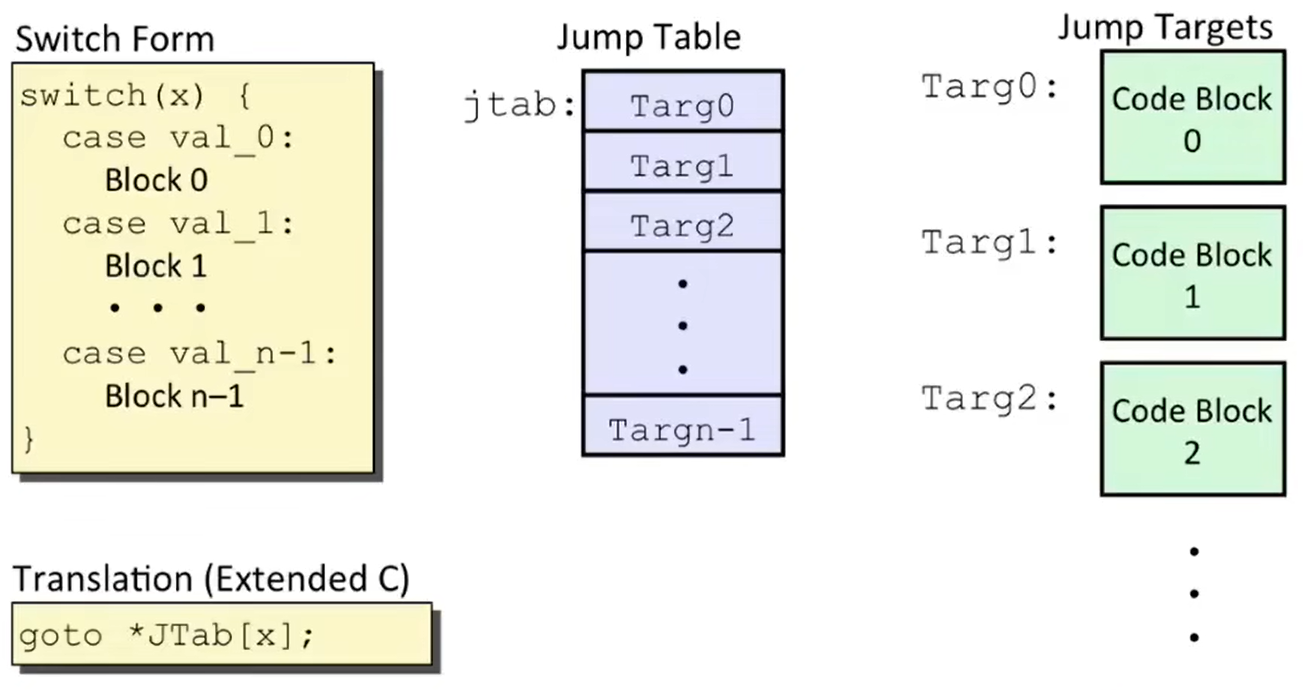 Switch Form
switch(x) {
case val_0:
Block 0
case val_1:
Block 1
• • •
case val_n-1:
Block n–1
}
Translation (Extended C)
goto *JTab[x];
Jump Table
jtab:
Targ0
Targ1
Targ2
•
•
•
Targn-1
Jump Targets
Targ0:
Code Block
0
Targ1:
Code Block
1
Targ2:
Code Block
2
•
•
•